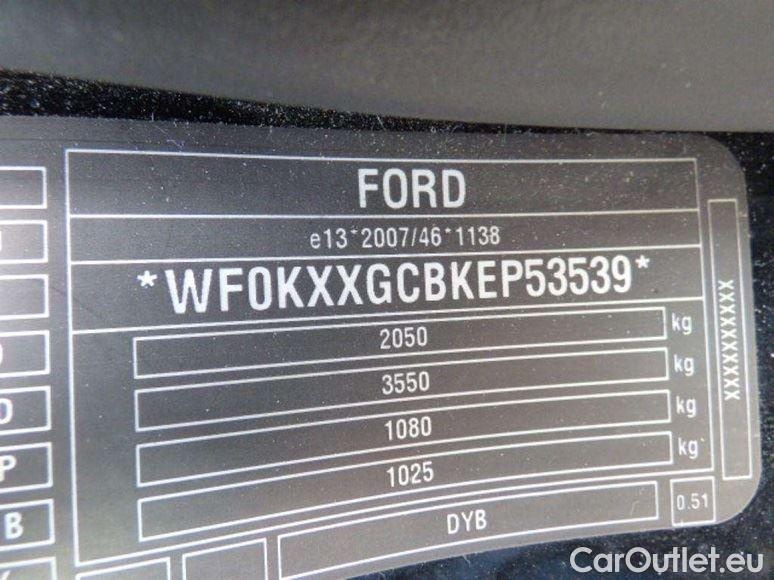 FORD
e13*2007/46*1138
*WF0KXXGCBKEP53539*
2050 kg
3550 kg
1080 kg
1025 kg
DYB 0.51
XXXXXXXXXX
P
B
CarOutlet.eu